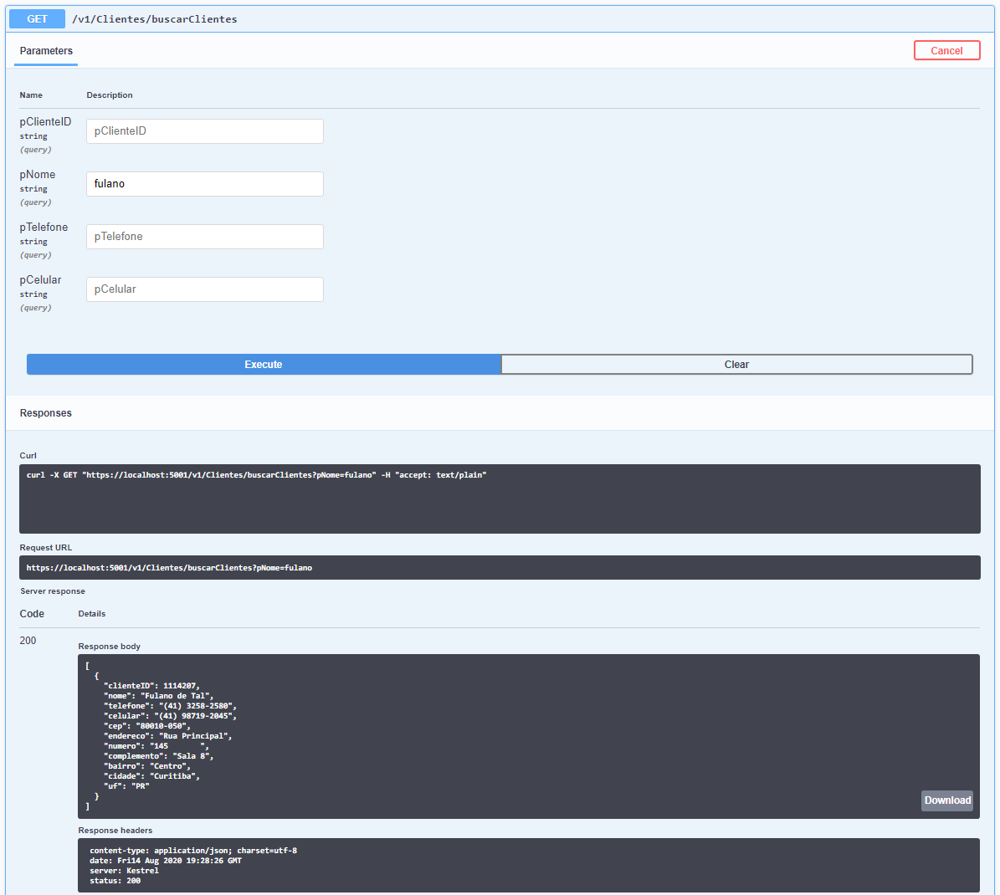 GET /v1/Clientes/buscarClientes
Parameters
Cancel
Name Description
pClienteID
string
(query)
pClienteID
pNome
string
(query)
fulano
pTelefone
string
(query)
pTelefone
pCelular
string
(query)
pCelular
Execute
Clear
Responses
Curl
curl -X GET "https://localhost:5001/v1/Clientes/buscarClientes?pNome=fulano" -H "accept: text/plain"
Request URL
https://localhost:5001/v1/Clientes/buscarClientes?pNome=fulano
Server response
Code Details
200
Response body
[
  {
    "clienteID": 1114207,
    "nome": "Fulano de Tal",
    "telefone": "(41) 3258-2580",
    "celular": "(41) 98719-2045",
    "cep": "80010-050",
    "endereco": "Rua Principal",
    "numero": "145       ",
    "complemento": "Sala 8",
    "bairro": "Centro",
    "cidade": "Curitiba",
    "uf": "PR"
  }
]
Download
Response headers
content-type: application/json; charset=utf-8
date: Fri14 Aug 2020 19:28:26 GMT
server: Kestrel
status: 200